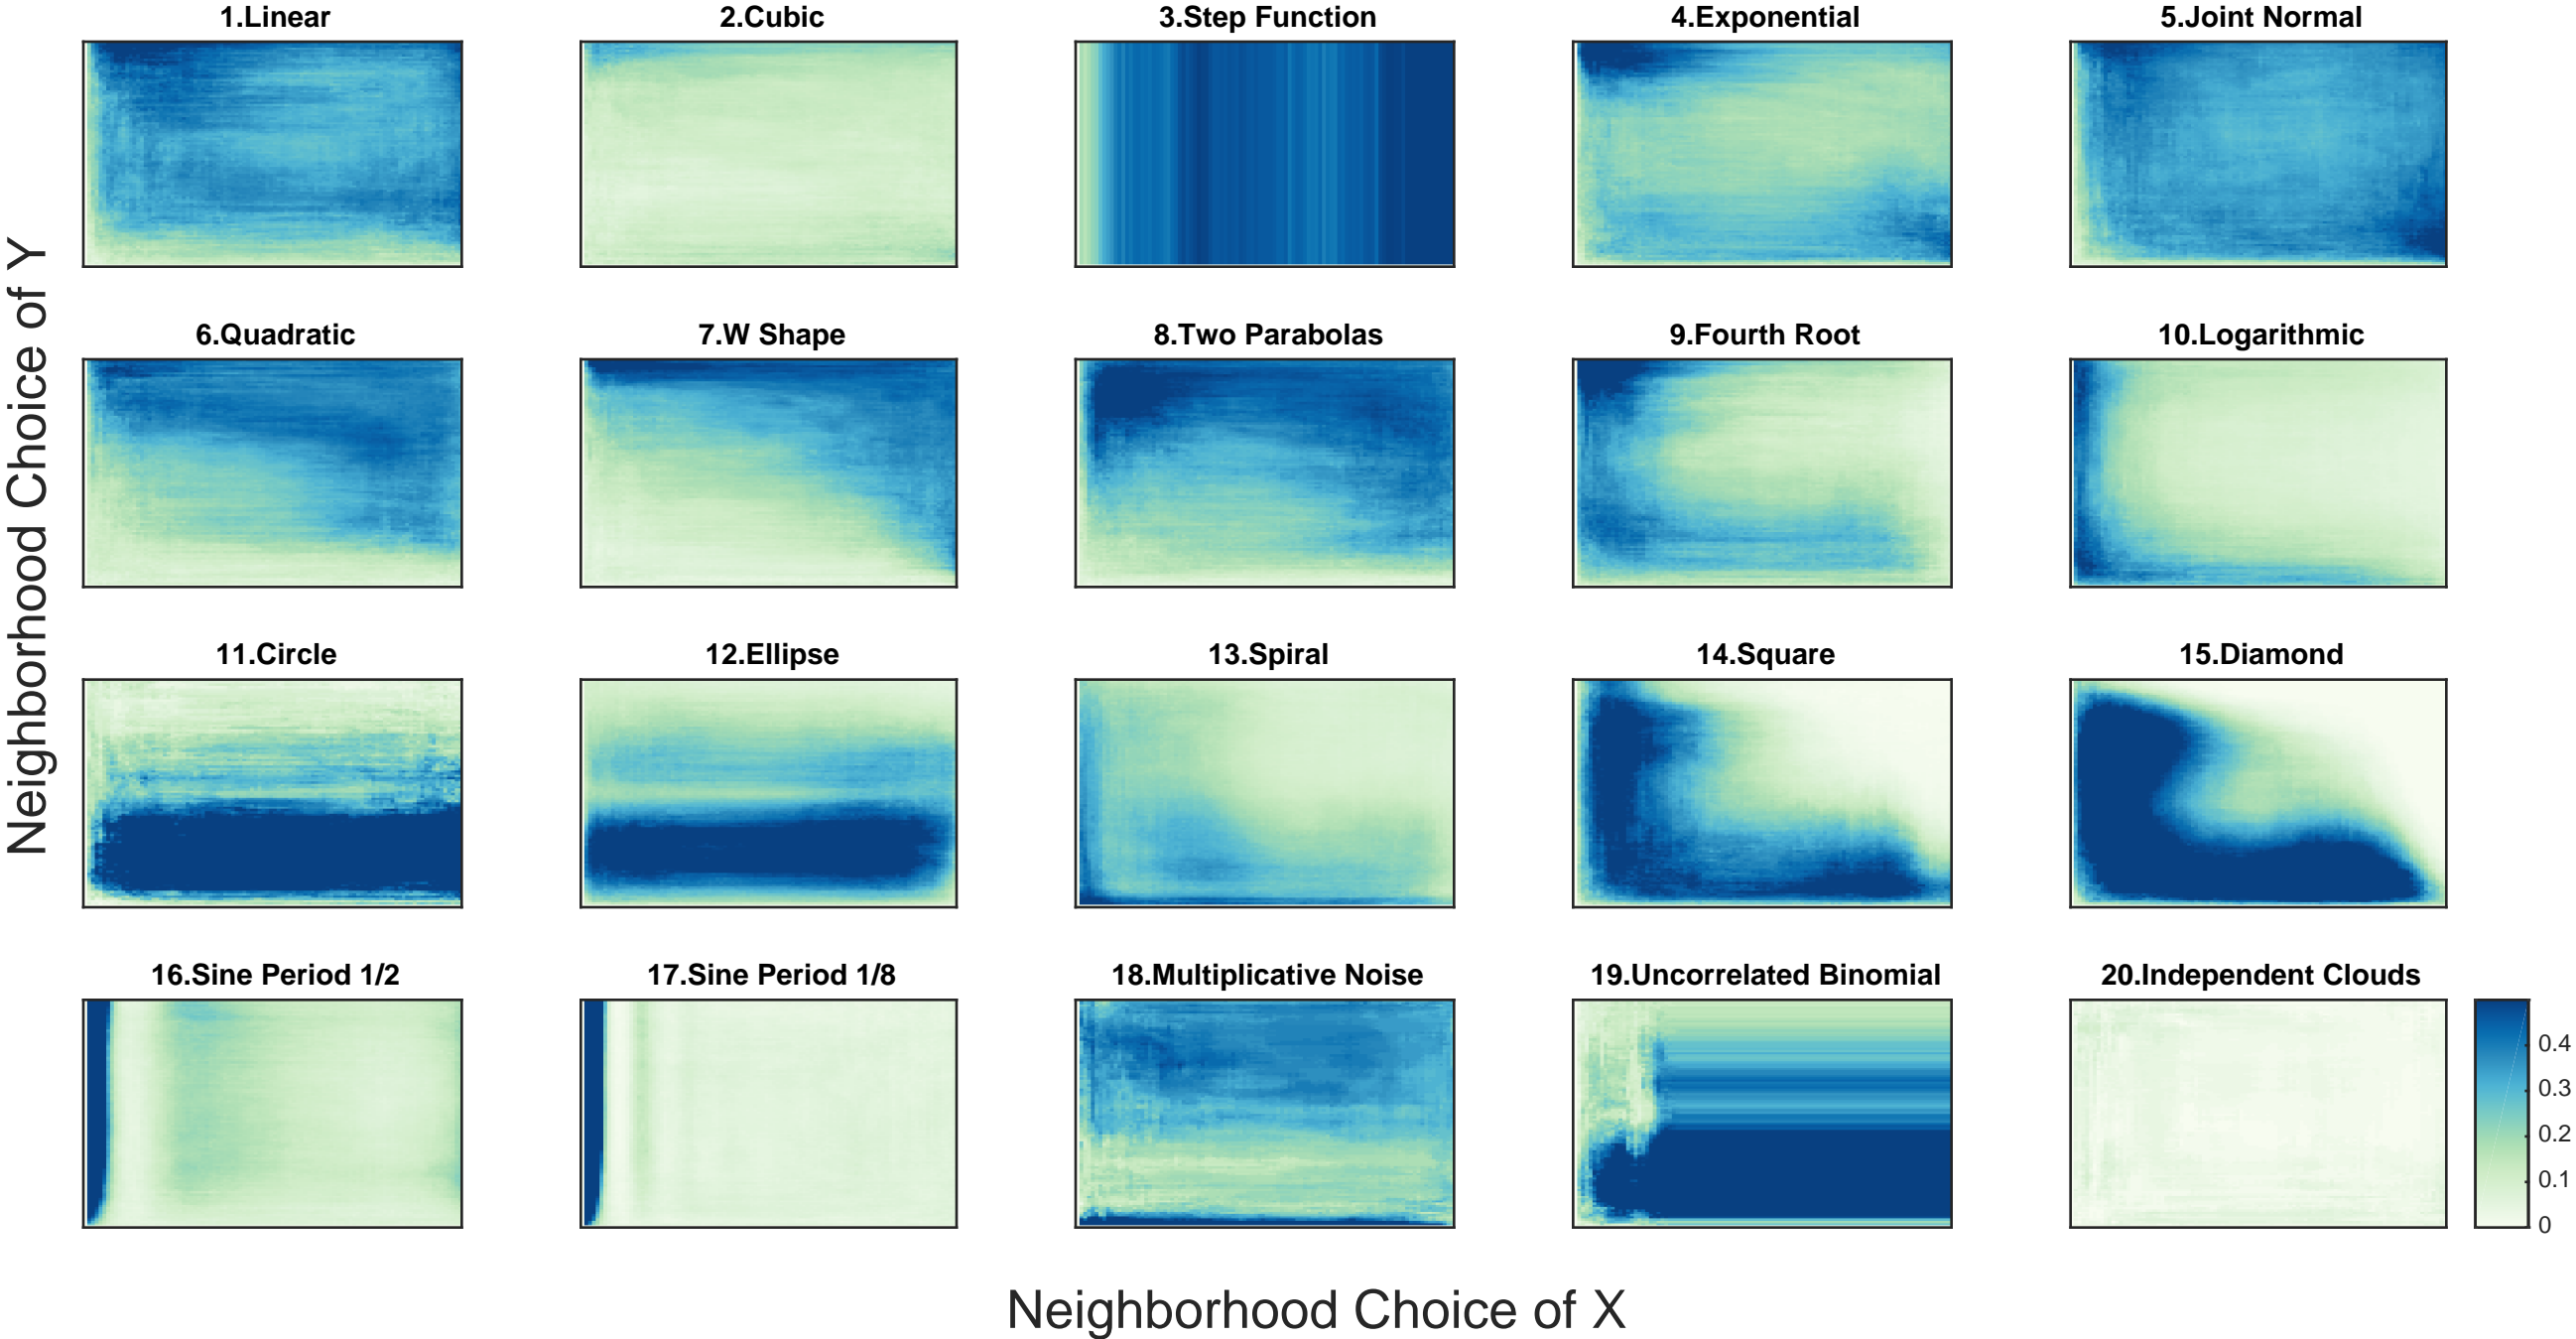 1.Linear
2.Cubic
3.Step Function
4.Exponential
5.Joint Normal
6.Quadratic
7.W Shape
8.Two Parabolas
9.Fourth Root
10.Logarithmic
11.Circle
12.Ellipse
13.Spiral
14.Square
15.Diamond
16.Sine Period 1/2
17.Sine Period 1/8
18.Multiplicative Noise
19.Uncorrelated Binomial
20.Independent Clouds
0.4
0.3
0.2
0.1
0
Neighborhood Choice of Y
Neighborhood Choice of X